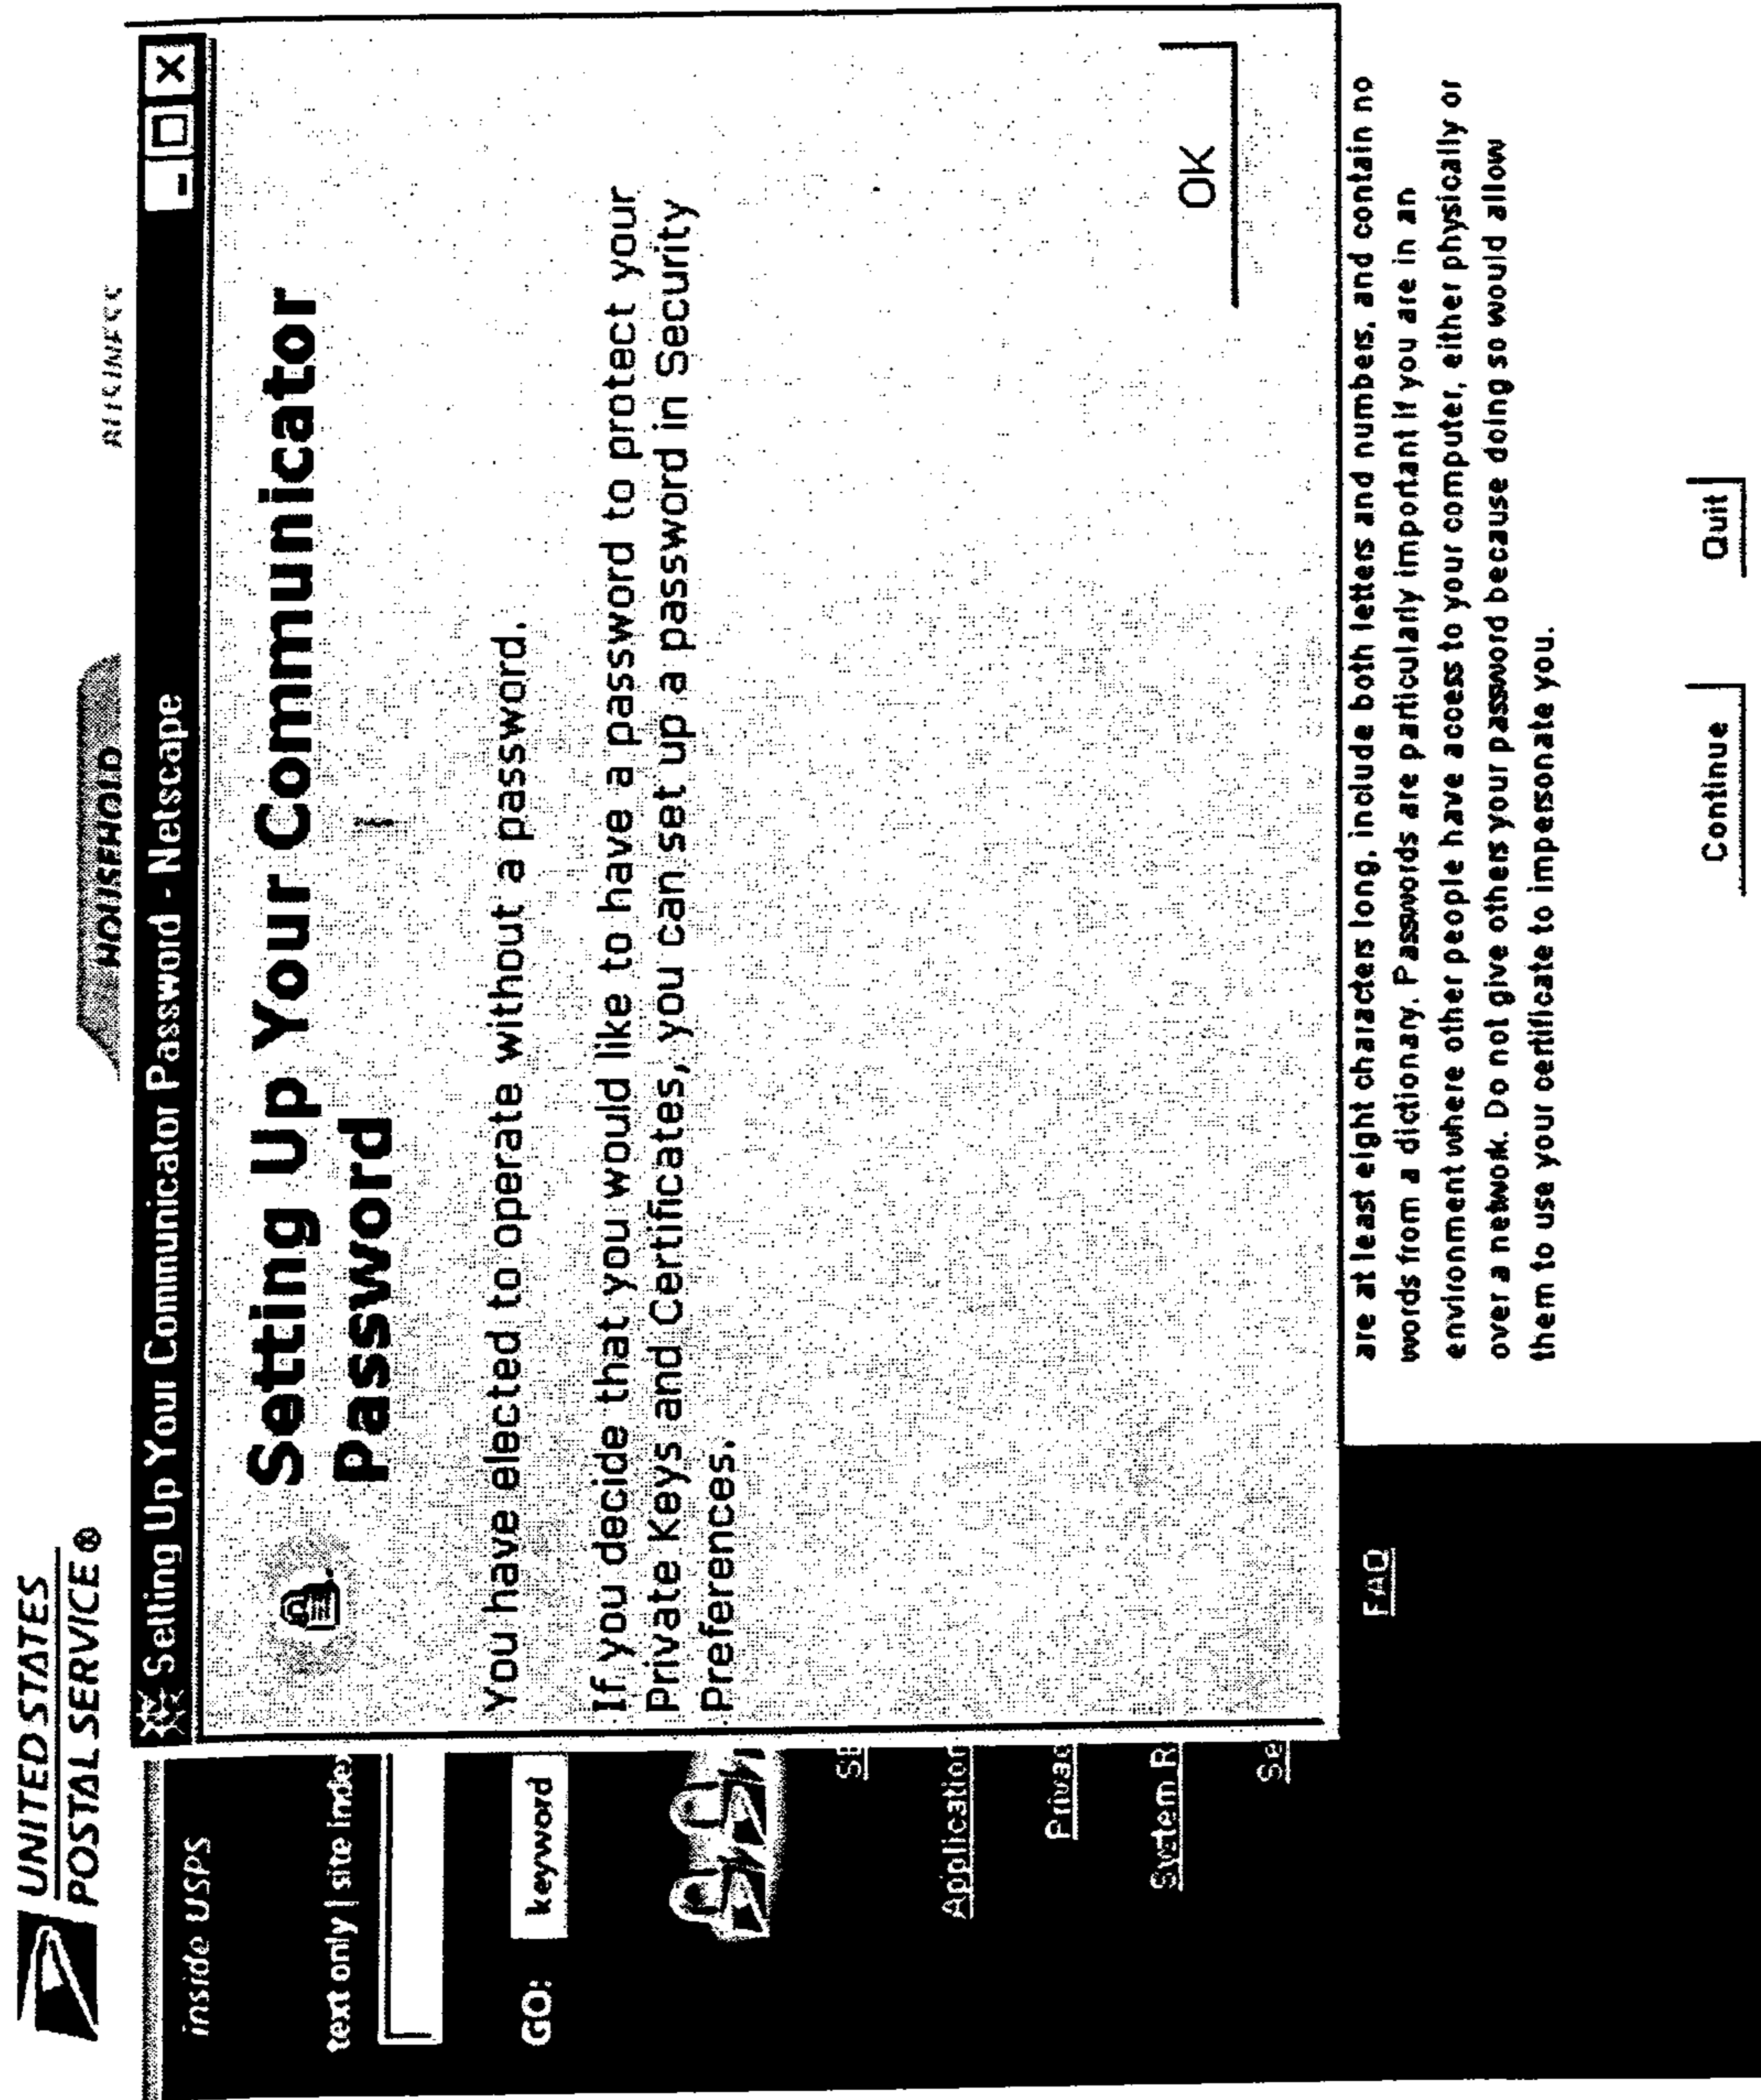 UNITED STATES
POSTAL SERVICE ®
HOUSEHOLD
BUSINESS
Setting Up Your Communicator Password - Netscape
inside USPS
text only | site index
GO:
keyword
Setting Up Your Communicator
Password
You have elected to operate without a password.
If you decide that you would like to have a password to protect your
Private Keys and Certificates, you can set up a password in Security
Preferences.
OK
Application
Privac
System R
Se
FAQ
are at least eight characters long, include both letters and numbers, and contain no
words from a dictionary. Passwords are particularly important if you are in an
environment where other people have access to your computer, either physically or
over a network. Do not give others your password because doing so would allow
them to use your certificate to impersonate you.
Continue
Quit